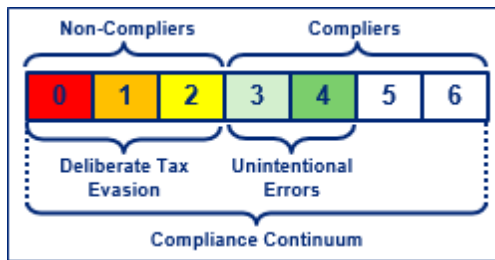 Non-Compliers Compliers
0 1 2 3 4 5 6
Deliberate Tax Unintentional
Evasion Errors
Compliance Continuum